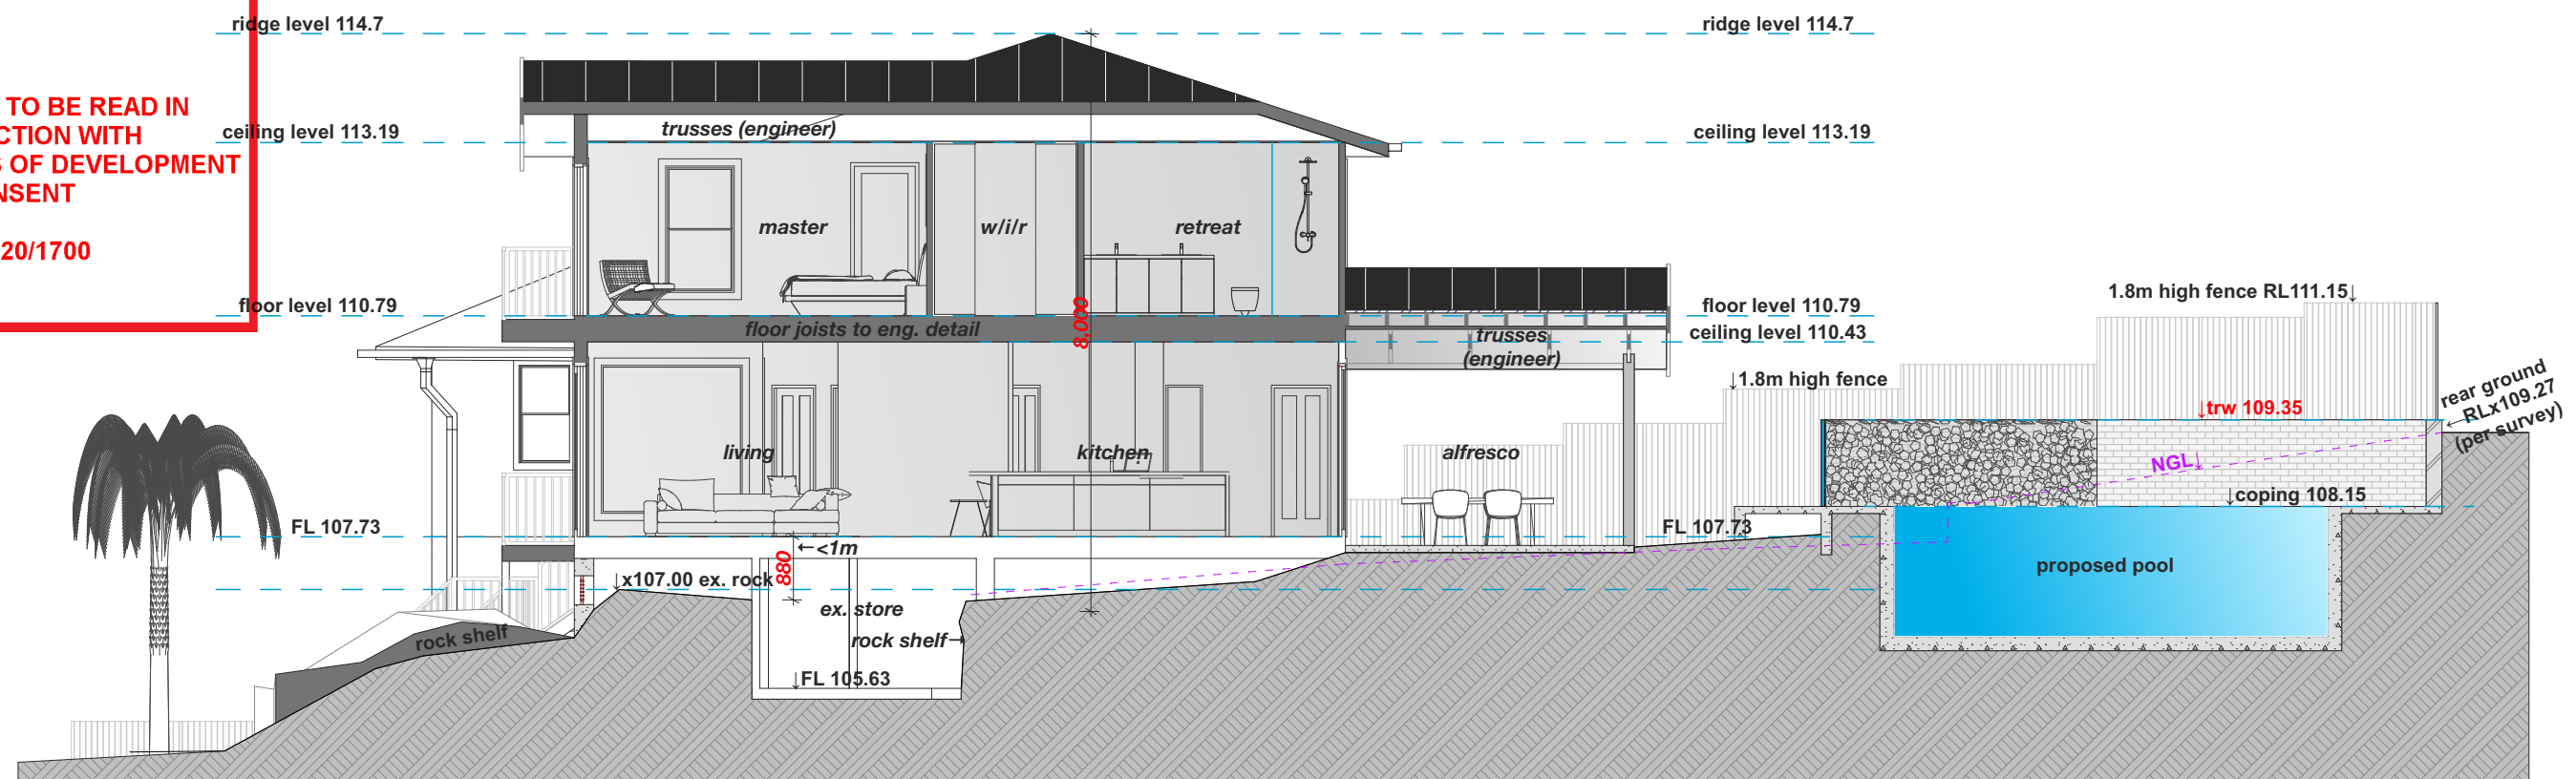 ridge level 114.7
ridge level 114.7
TO BE READ IN
WITH
OF DEVELOPMENT
20/1700
ceiling level 113.19
trusses (engineer)
ceiling level 113.19
master
w/i/r
retreat
floor level 110.79
floor joists to eng. detail
8,000
floor level 110.79
ceiling level 110.43
trusses
(engineer)
1.8m high fence RL111.15↓
↓1.8m high fence
rear ground
RLx109.27
(per survey)
↓trw 109.35
NGL↓
↓coping 108.15
living
kitchen
alfresco
FL 107.73
FL 107.73
←<1m
880
↓x107.00 ex. rock
ex. store
rock shelf→
rock shelf
↓FL 105.63
proposed pool